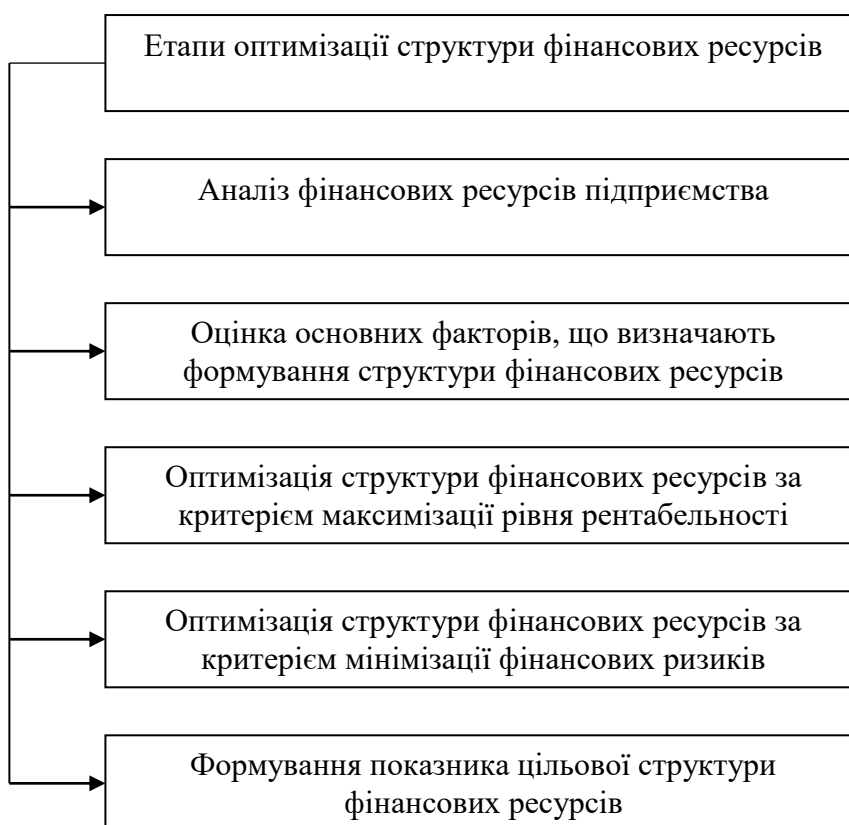 Етапи оптимізації структури фінансових ресурсів
Аналіз фінансових ресурсів підприємства
Оцінка основних факторів, що визначають
формування структури фінансових ресурсів
Оптимізація структури фінансових ресурсів за
критерієм максимізації рівня рентабельності
Оптимізація структури фінансових ресурсів за
критерієм мінімізації фінансових ризиків
Формування показника цільової структури
фінансових ресурсів